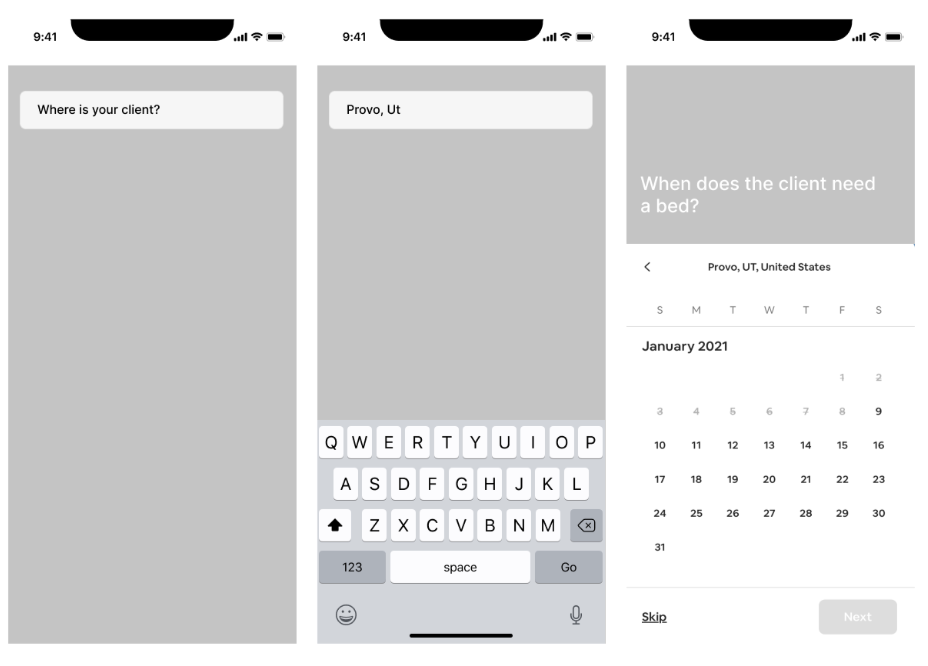 9:41
Where is your client?
9:41
Provo, Ut
Q W E R T Y U I O P
A S D F G H J K L
Z X C V B N M
123 space Go
9:41
When does the client need
a bed?
Provo, UT, United States
S M T W T F S
January 2021
1 2
3 4 5 6 7 8 9
10 11 12 13 14 15 16
17 18 19 20 21 22 23
24 25 26 27 28 29 30
31
Skip Next